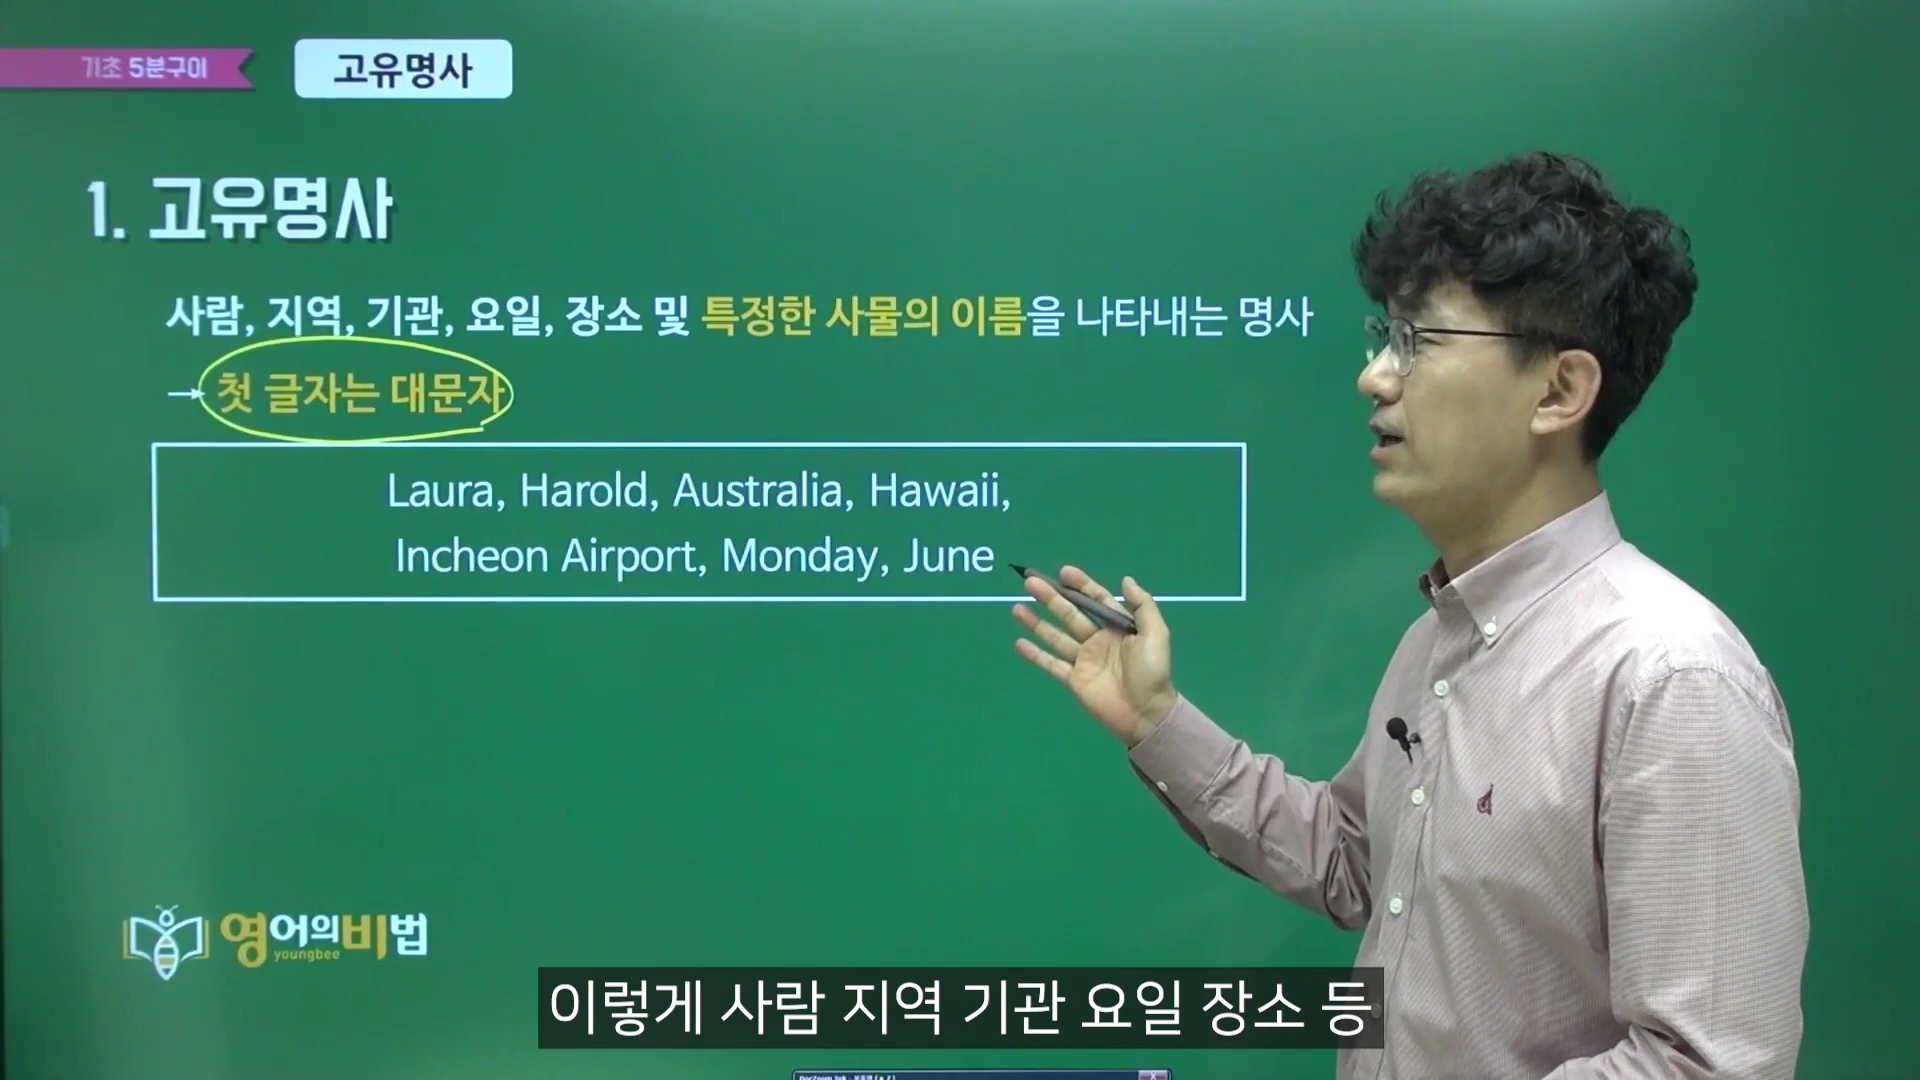 기초 5분구이
고유명사
1. 고유명사
사람, 지역, 기관, 요일, 장소 및 특정한 사물의 이름을 나타내는 명사
→ 첫 글자는 대문자
Laura, Harold, Australia, Hawaii,
Incheon Airport, Monday, June
영어의비법
youngbee
이렇게 사람 지역 기관 요일 장소 등